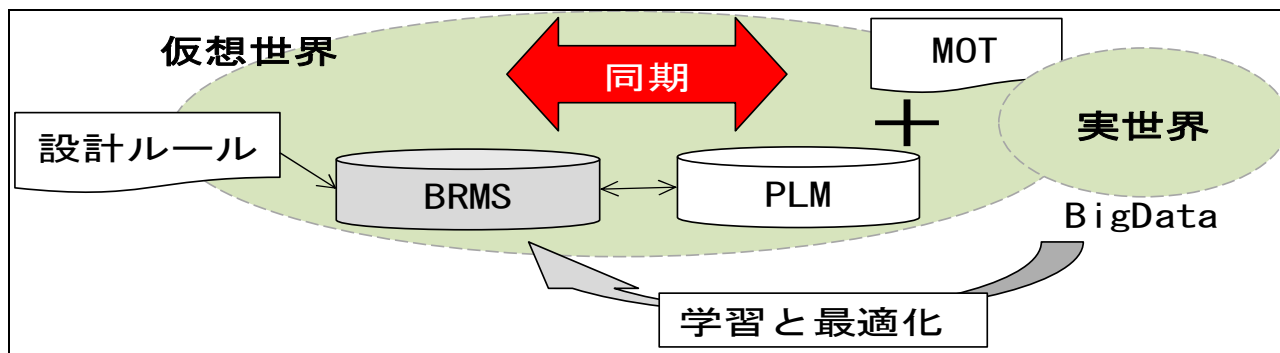 仮想世界
同期
MOT
実世界
設計ルール
BRMS
PLM
BigData
学習と最適化